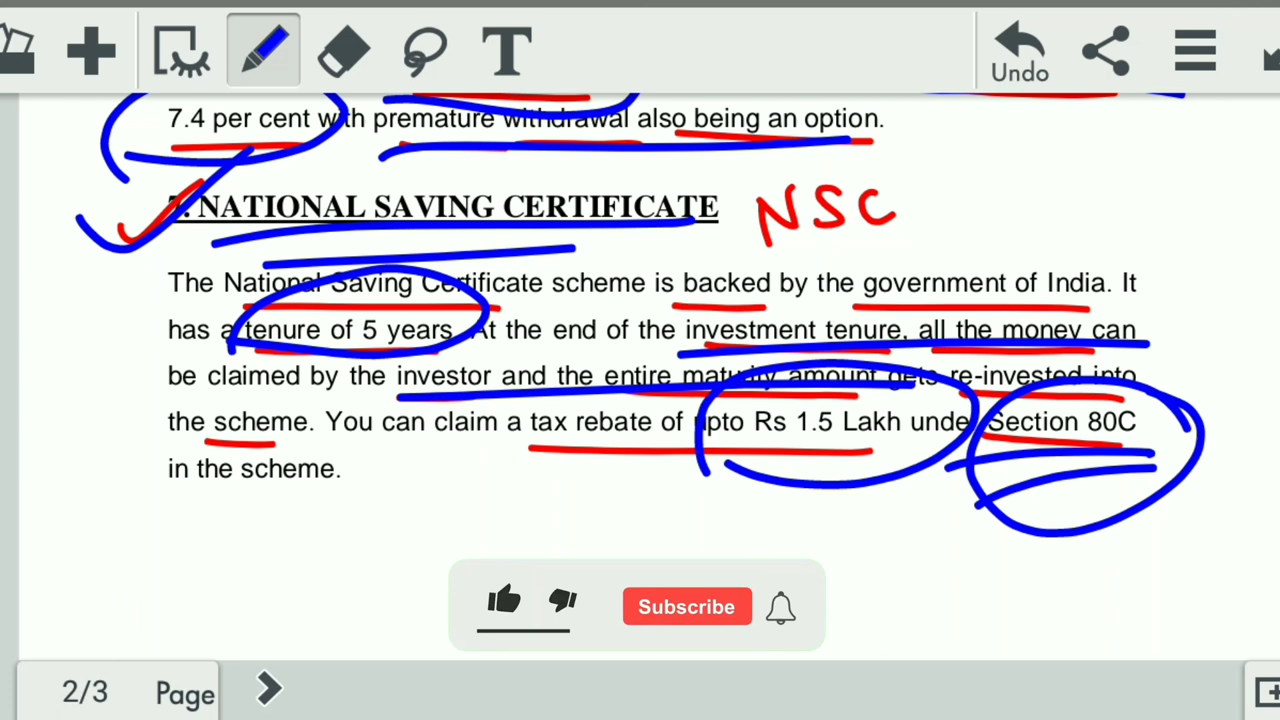 T
Undo
7.4 per cent with premature withdrawal also being an option.
7. NATIONAL SAVING CERTIFICATE NSC
The National Saving Certificate scheme is backed by the government of India. It
has a tenure of 5 years. At the end of the investment tenure, all the money can
be claimed by the investor and the entire maturity amount gets re-invested into
the scheme. You can claim a tax rebate of upto Rs 1.5 Lakh under Section 80C
in the scheme.
Subscribe
2/3 Page